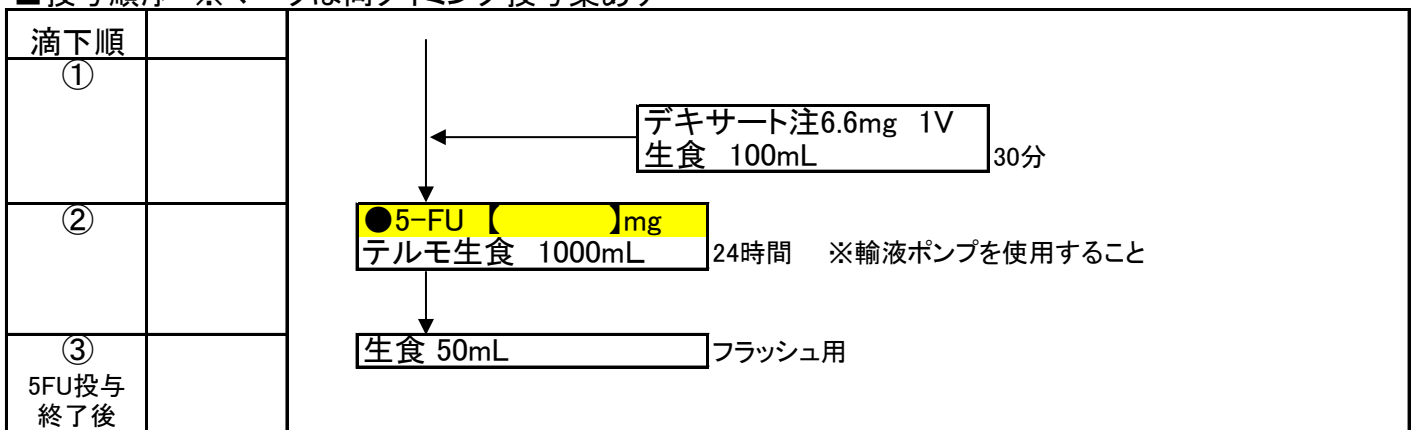 滴下順
①
デキサート注6.6mg 1V
生食 100mL 30分
②
●5-FU 【 】mg
テルモ生食 1000mL 24時間 ※輸液ポンプを使用すること
③
生食 50mL フラッシュ用
5FU投与
終了後